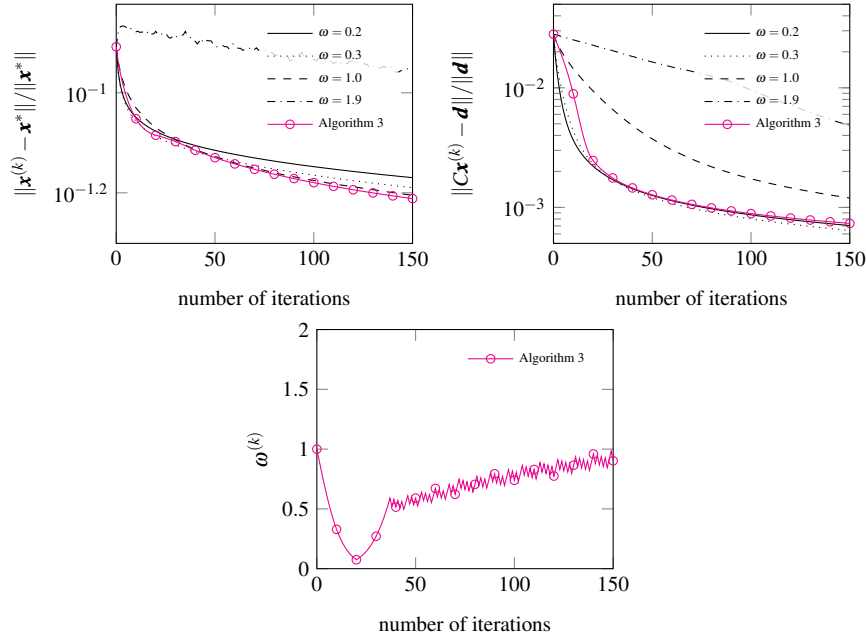 ||x^(k) − x^*||/||x^*||
10^−1
10^−1.2
ω = 0.2
ω = 0.3
ω = 1.0
ω = 1.9
Algorithm 3
0 50 100 150
number of iterations
||Cx^(k) − d||/||d||
10^−2
10^−3
ω = 0.2
ω = 0.3
ω = 1.0
ω = 1.9
Algorithm 3
0 50 100 150
number of iterations
ω^(k)
2
1.5
1
0.5
0
Algorithm 3
0 50 100 150
number of iterations